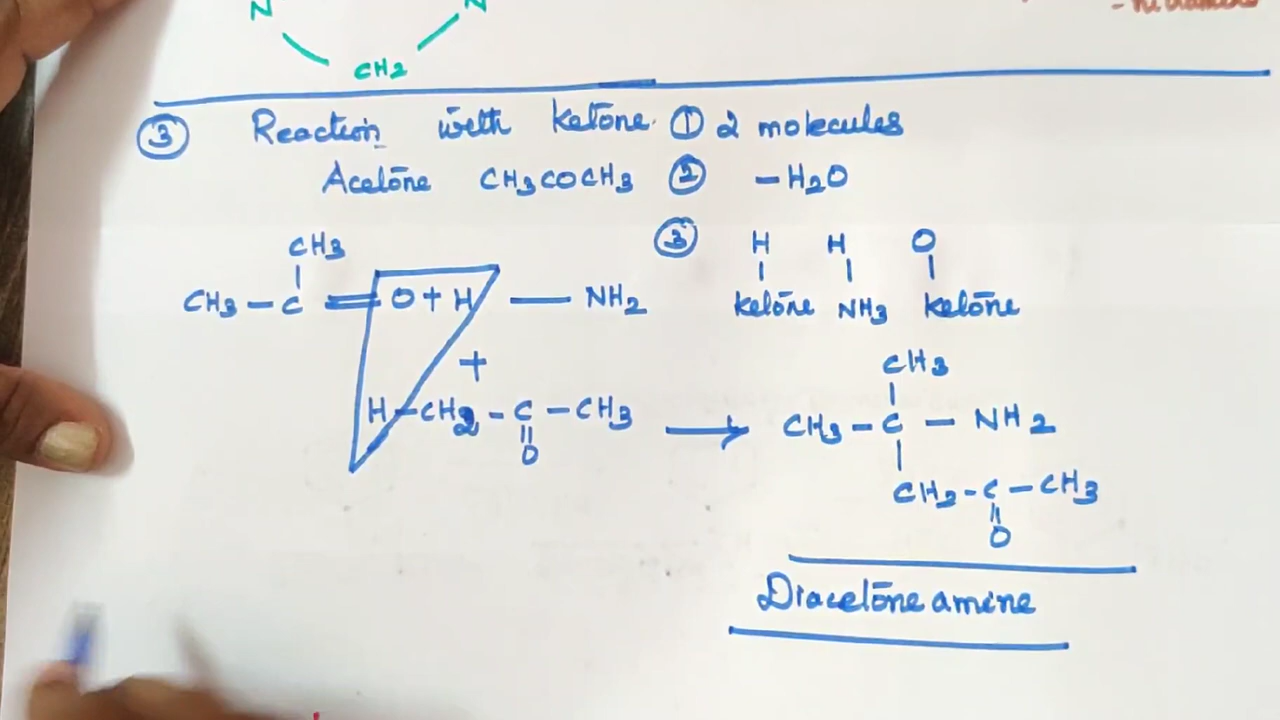 N N
CH2
③ Reaction with Ketone ① 2 molecules
Acetone CH3COCH3 ② - H2O
③ H H O
Ketone NH3 Ketone
CH3
CH3 - C = O + H — NH2
+
H - CH2 - C - CH3 →
O
CH3
CH3 - C - NH2
CH2 - C - CH3
O
Diacetone amine